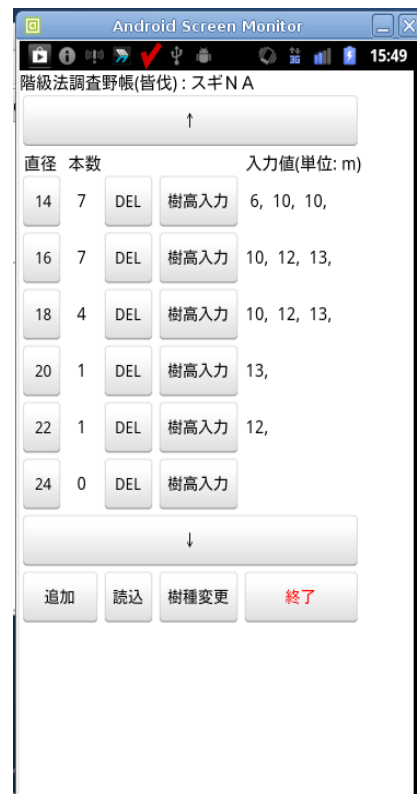 Android Screen Monitor
3G 15:49
階級法調査野帳(皆伐) : スギＮＡ
↑
直径 本数 入力値(単位: m)
14 7 DEL 樹高入力 6, 10, 10,
16 7 DEL 樹高入力 10, 12, 13,
18 4 DEL 樹高入力 10, 12, 13,
20 1 DEL 樹高入力 13,
22 1 DEL 樹高入力 12,
24 0 DEL 樹高入力
↓
追加 読込 樹種変更 終了